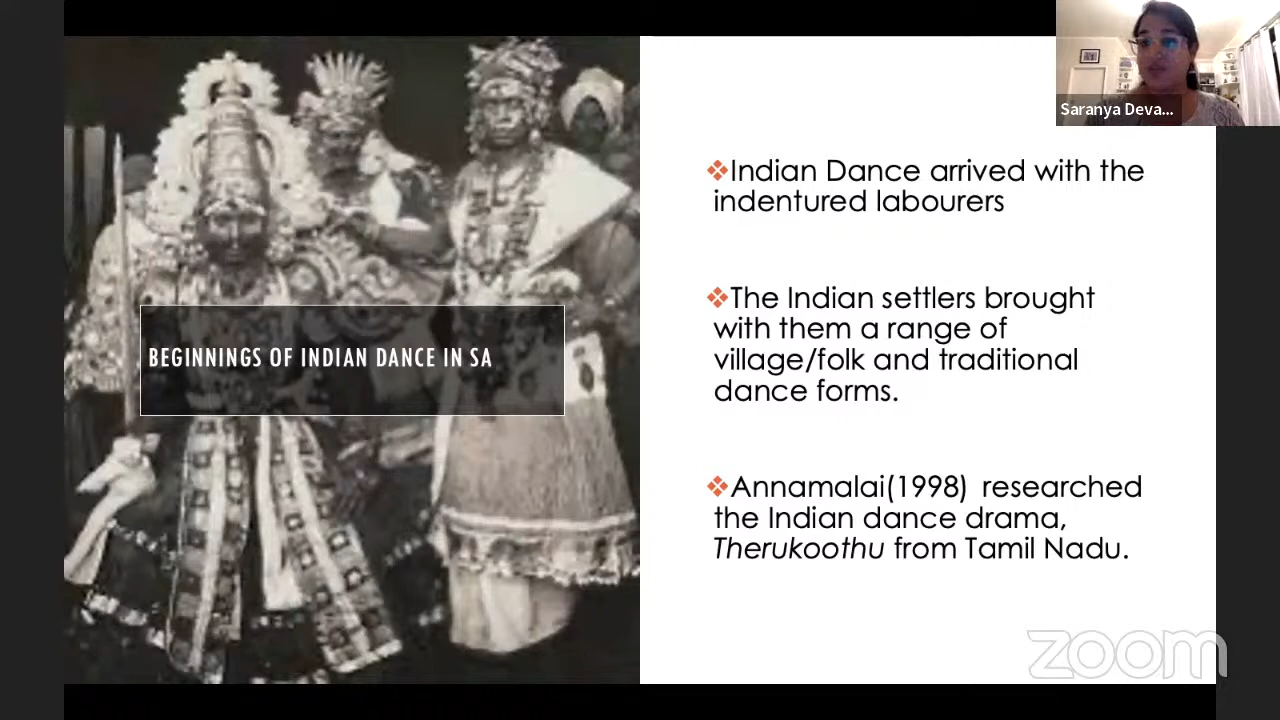 Saranya Deva...
BEGINNINGS OF INDIAN DANCE IN SA
❖Indian Dance arrived with the
indentured labourers
❖The Indian settlers brought
with them a range of
village/folk and traditional
dance forms.
❖Annamalai(1998) researched
the Indian dance drama,
Therukoothu from Tamil Nadu.
zoom